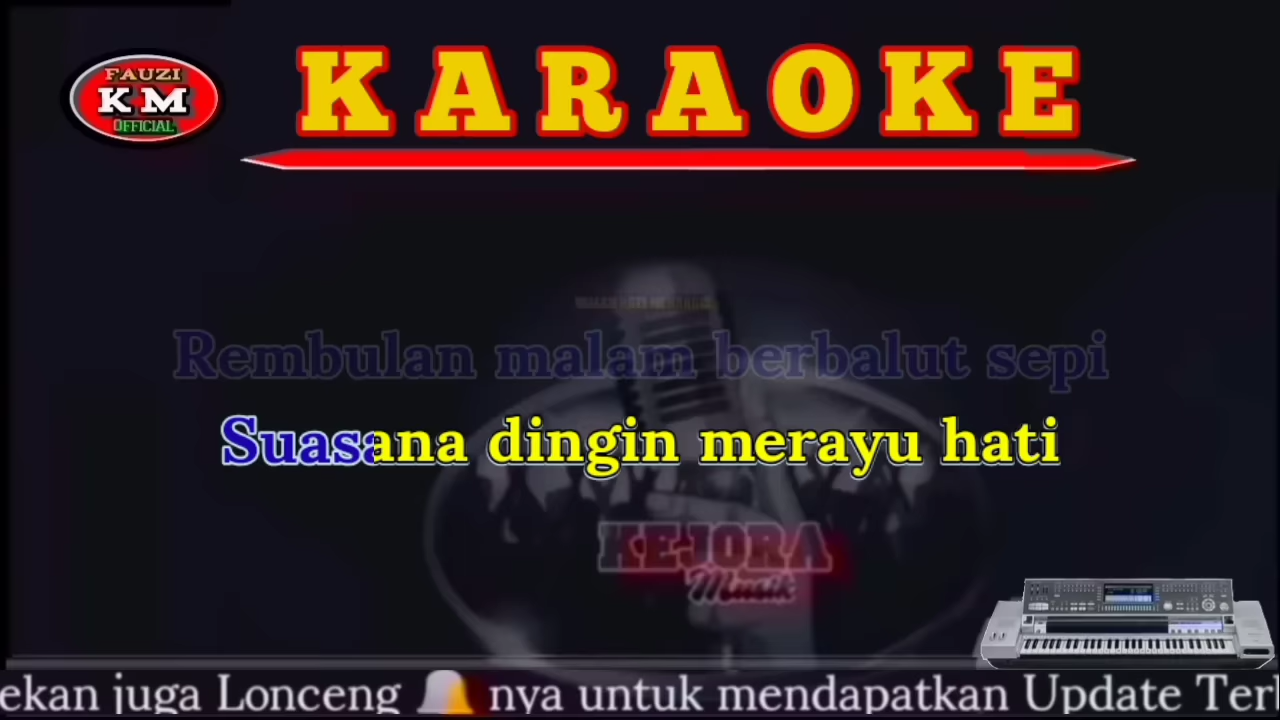 FAUZI
KM
OFFICIAL
KARAOKE
Rembulan malam berbalut sepi
Suasana dingin merayu hati
KEJORA
Musik
ekan juga Lonceng nya untuk mendapatkan Update Ter